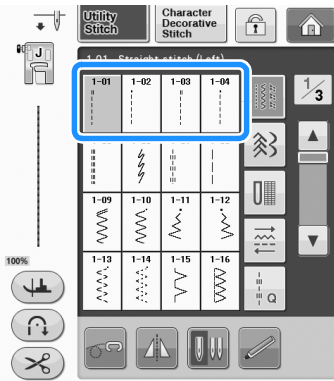 Utility
Stitch
Character
Decorative
Stitch
J
1-01 Straight stitch (Left)
1/3
1-01 1-02 1-03 1-04
1-09 1-10 1-11 1-12
100%
1-13 1-14 1-15 1-16
Q